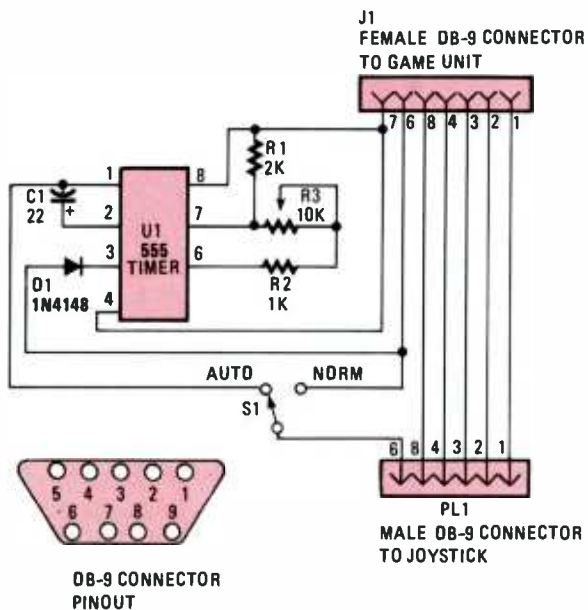 J1
FEMALE DB-9 CONNECTOR
TO GAME UNIT
7 6 8 4 3 2 1
R1
2K
1
8
C1
22
+
2
7
R3
10K
U1
555
TIMER
3
6
R2
1K
D1
1N4148
4
AUTO
NORM
S1
6 8 4 3 2 1
PL1
MALE DB-9 CONNECTOR
TO JOYSTICK
5 4 3 2 1
6 7 8 9
DB-9 CONNECTOR
PINOUT